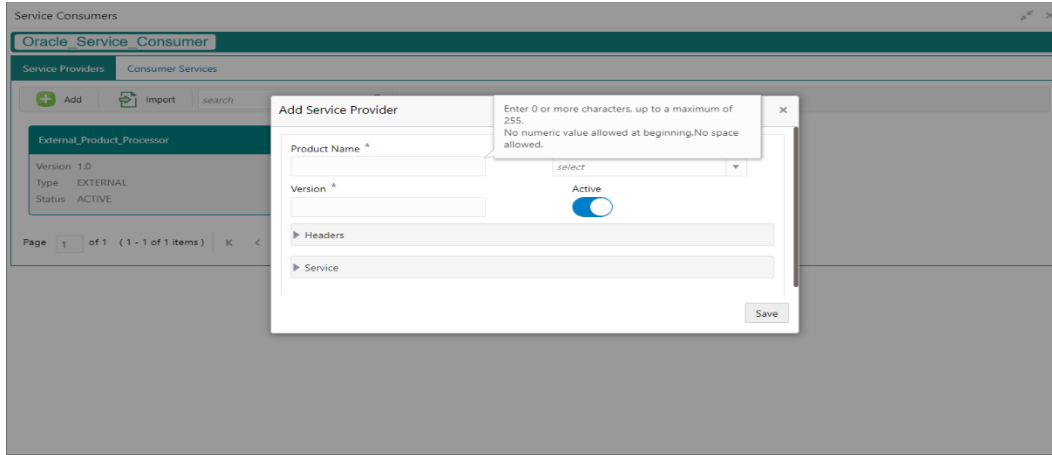 Service Consumers
Oracle_Service_Consumer
Service Providers Consumer Services
Add Import search
External_Product_Processor
Version 1.0
Type EXTERNAL
Status ACTIVE
Page 1 of 1 (1 - 1 of 1 items)
Add Service Provider
Enter 0 or more characters, up to a maximum of
255.
No numeric value allowed at beginning.No space
allowed.
Product Name *
select
Version * Active
Headers
Service
Save